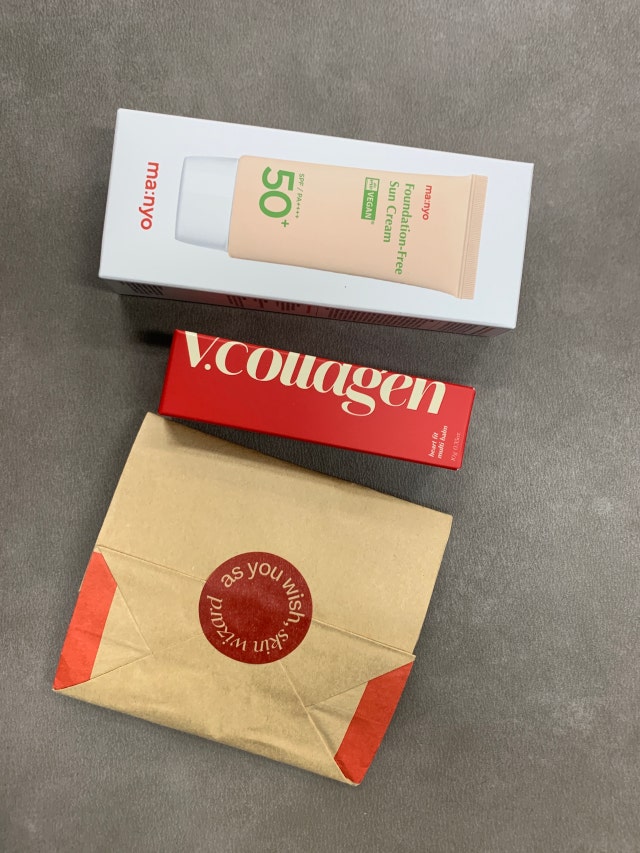 ma:nyo
ma:nyo
Foundation-Free
Sun Cream
VEGAN
SPF / PA++++
50+
V.collagen
heart fit
multi balm
as you wish,
skin wizard